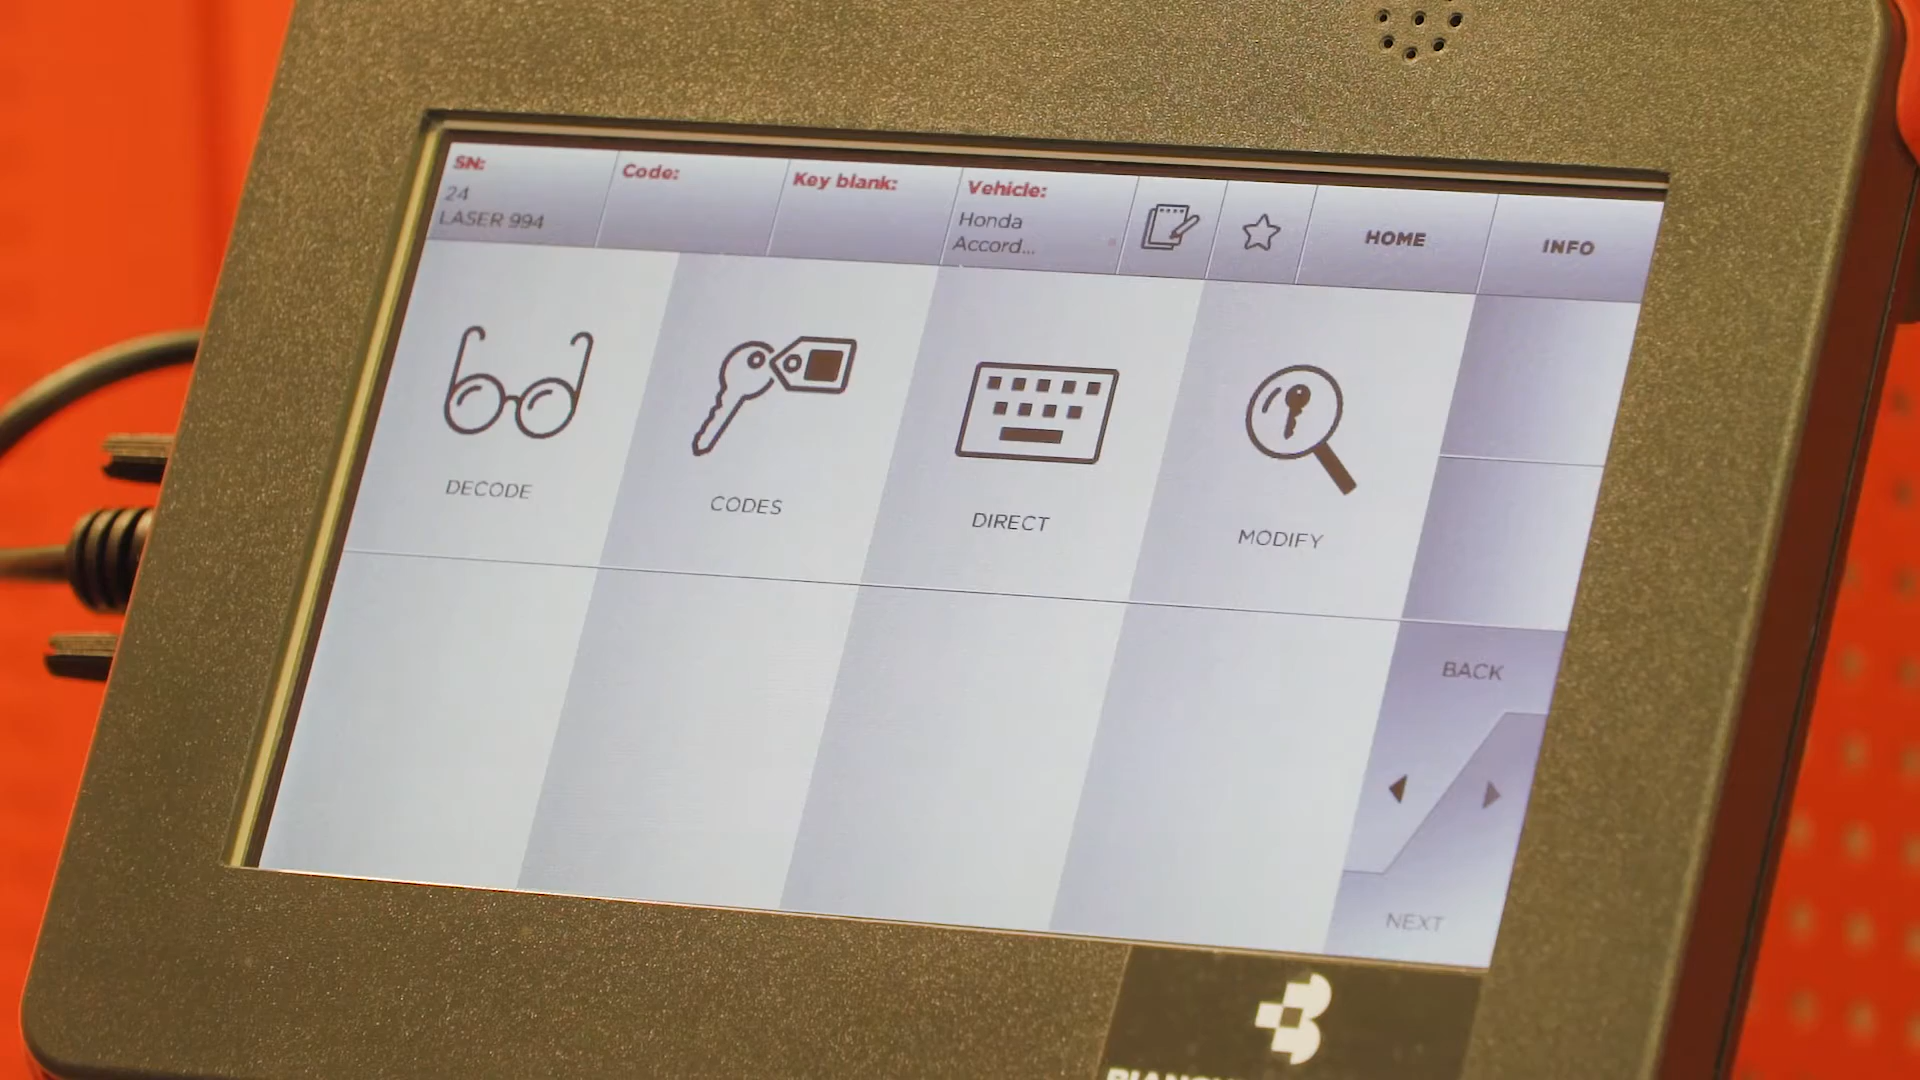 SN:
24
LASER 994
Code:
Key blank:
Vehicle:
Honda
Accord...
HOME
INFO
DECODE
CODES
DIRECT
MODIFY
BACK
NEXT